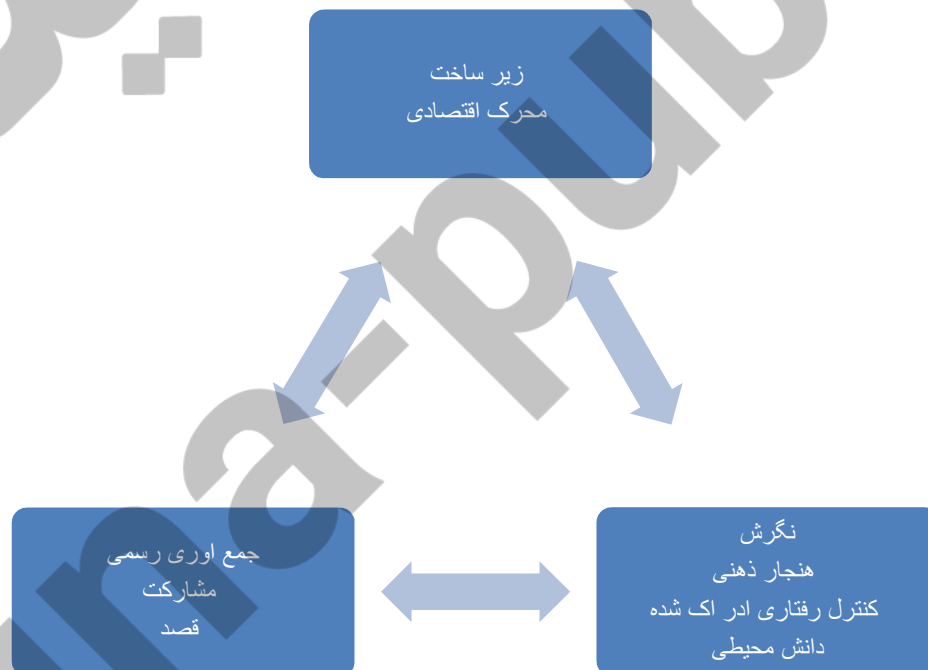 زیر ساخت
محرک اقتصادی
نگرش
هنجار ذهنی
کنترل رفتاری ادر اک شده
دانش محیطی
جمع اوری رسمی
مشارکت
قصد